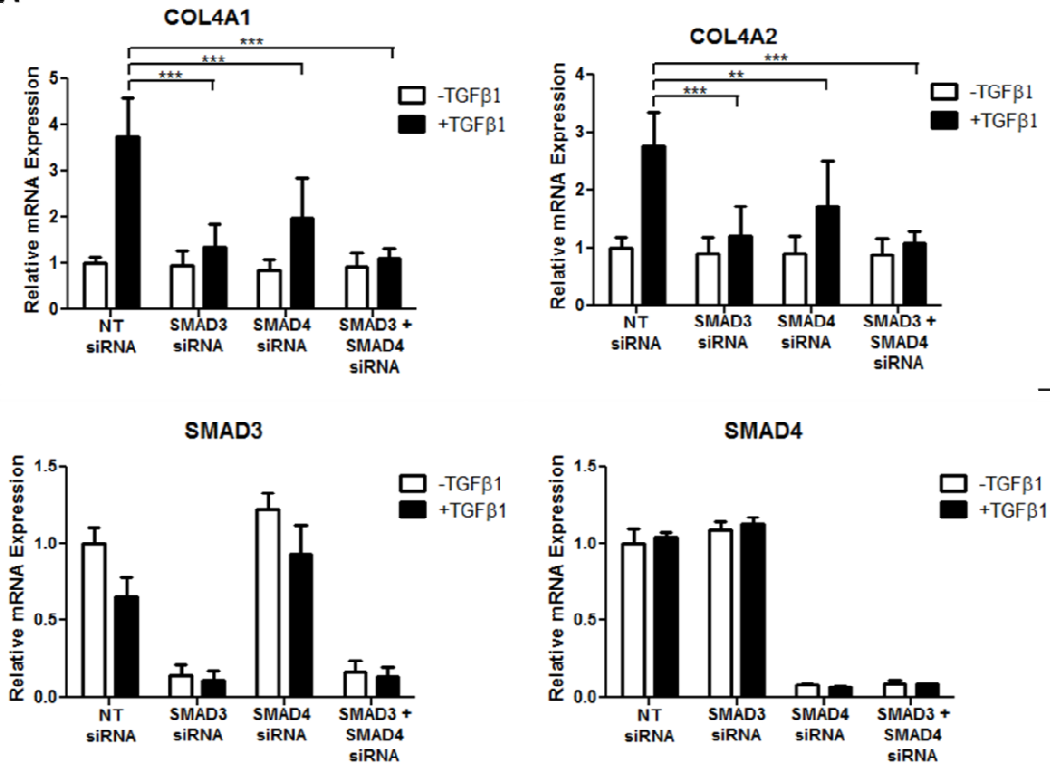 COL4A1
***
***
***
Relative mRNA Expression
5
4
3
2
1
0
-TGFβ1
+TGFβ1
NT
siRNA
SMAD3
siRNA
SMAD4
siRNA
SMAD3 +
SMAD4
siRNA
COL4A2
***
**
***
Relative mRNA Expression
4
3
2
1
0
-TGFβ1
+TGFβ1
NT
siRNA
SMAD3
siRNA
SMAD4
siRNA
SMAD3 +
SMAD4
siRNA
SMAD3
Relative mRNA Expression
1.5
1.0
0.5
0.0
-TGFβ1
+TGFβ1
NT
siRNA
SMAD3
siRNA
SMAD4
siRNA
SMAD3 +
SMAD4
siRNA
SMAD4
Relative mRNA Expression
1.5
1.0
0.5
0.0
-TGFβ1
+TGFβ1
NT
siRNA
SMAD3
siRNA
SMAD4
siRNA
SMAD3 +
SMAD4
siRNA